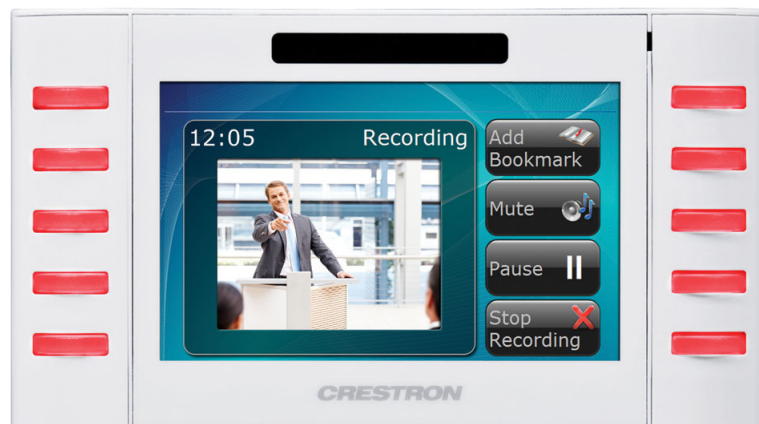 12:05 Recording
Add
Bookmark
Mute
Pause
Stop
Recording
CRESTRON